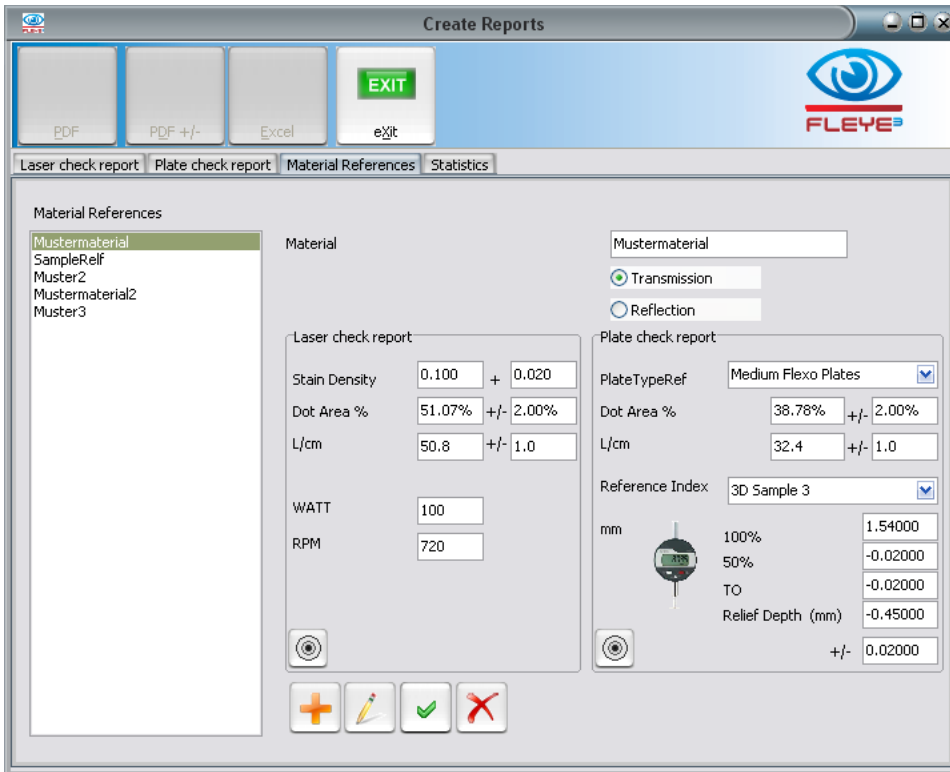 Create Reports
PDF
PDF +/-
Excel
EXIT
eXit
FLEYE³
Laser check report Plate check report Material References Statistics
Material References
Mustermaterial
SampleRelf
Muster2
Mustermaterial2
Muster3
Material Mustermaterial
Transmission
Reflection
Laser check report
Stain Density 0.100 + 0.020
Dot Area % 51.07% +/- 2.00%
L/cm 50.8 +/- 1.0
WATT 100
RPM 720
Plate check report
PlateTypeRef Medium Flexo Plates
Dot Area % 38.78% +/- 2.00%
L/cm 32.4 +/- 1.0
Reference Index 3D Sample 3
mm
100% 1.54000
50% -0.02000
TO -0.02000
Relief Depth (mm) -0.45000
+/- 0.02000